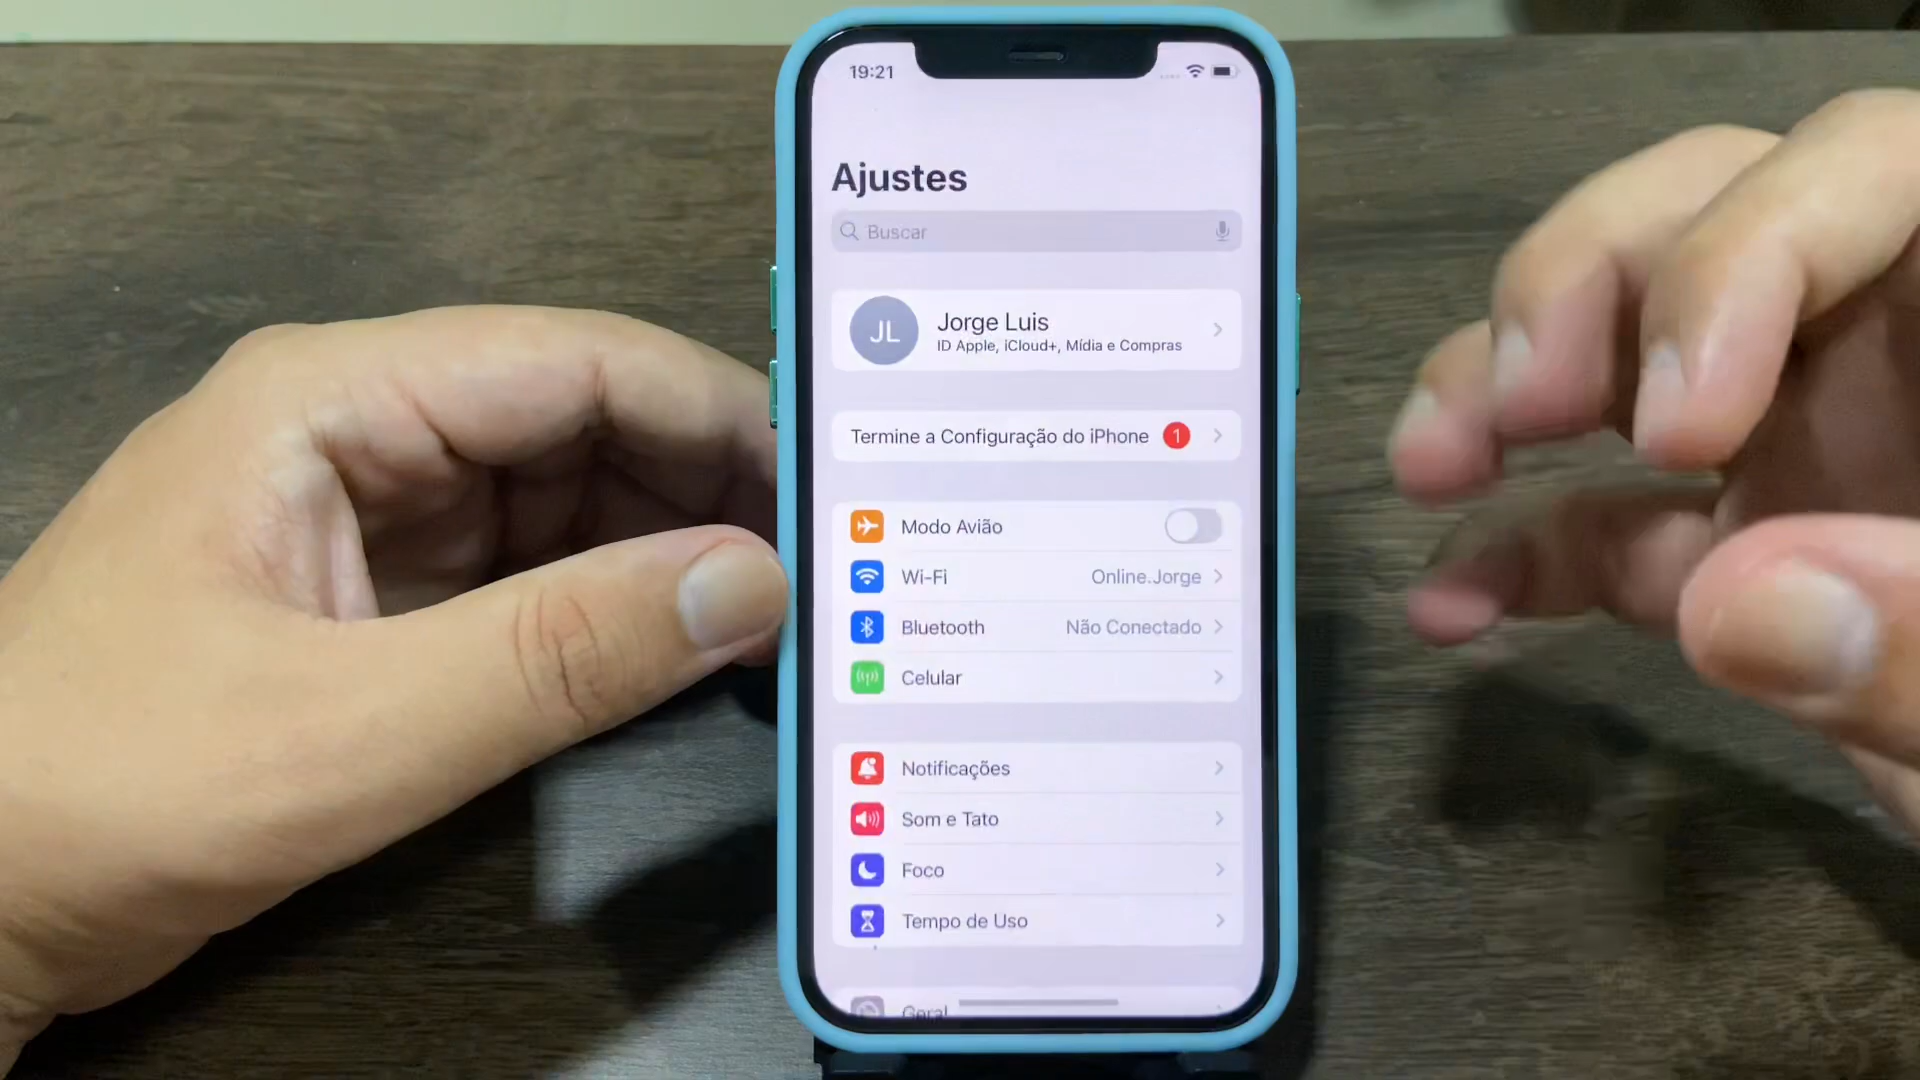 19:21
Ajustes
Buscar
JL
Jorge Luis
ID Apple, iCloud+, Mídia e Compras
Termine a Configuração do iPhone 1
Modo Avião
Wi-Fi Online.Jorge
Bluetooth Não Conectado
Celular
Notificações
Som e Tato
Foco
Tempo de Uso
Geral